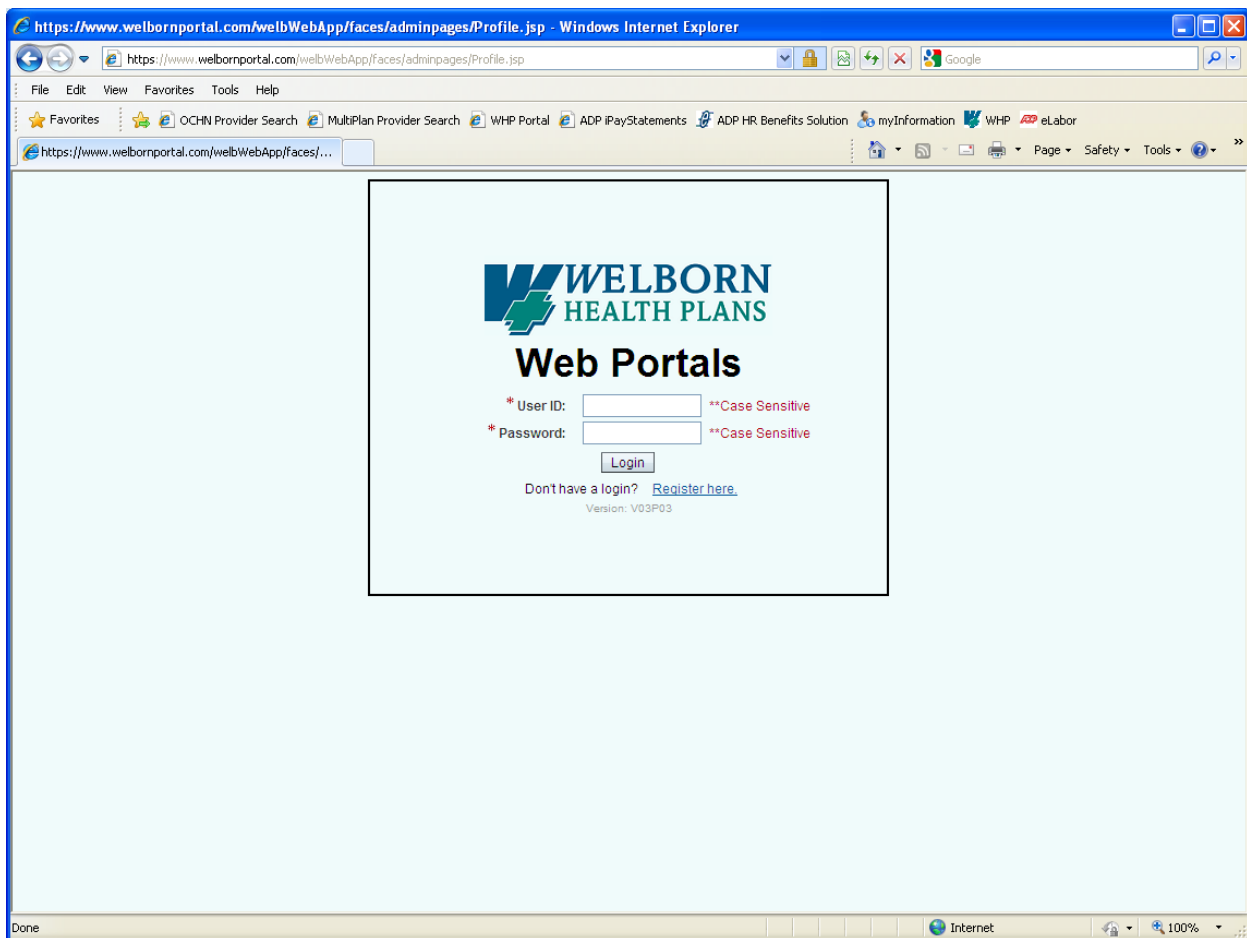 https://www.welbornportal.com/welbWebApp/faces/adminpages/Profile.jsp - Windows Internet Explorer
https://www.welbornportal.com/welbWebApp/faces/adminpages/Profile.jsp Google
File Edit View Favorites Tools Help
Favorites OCHN Provider Search MultiPlan Provider Search WHP Portal ADP iPayStatements ADP HR Benefits Solution myInformation WHP eLabor
https://www.welbornportal.com/welbWebApp/faces/... Page Safety Tools
WELBORN
HEALTH PLANS
Web Portals
* User ID: **Case Sensitive
* Password: **Case Sensitive
Login
Don't have a login? Register here.
Version: V03P03
Done Internet 100%